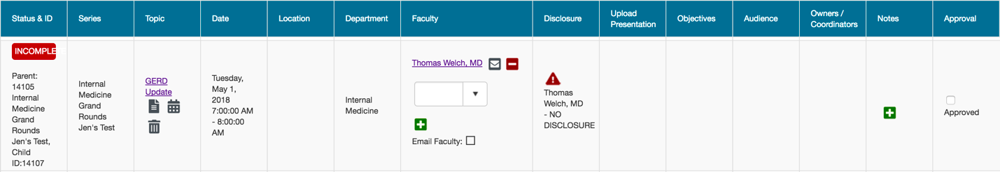 Status & ID
Series
Topic
Date
Location
Department
Faculty
Disclosure
Upload
Presentation
Objectives
Audience
Owners /
Coordinators
Notes
Approval
INCOMPLETE
Parent:
14105
Internal
Medicine
Grand
Rounds
Jen's Test,
Child
ID:14107
Internal
Medicine
Grand
Rounds
Jen's Test
GERD
Update
Tuesday,
May 1,
2018
7:00:00 AM
- 8:00:00
AM
Internal
Medicine
Thomas Welch, MD
Email Faculty:
Thomas
Welch, MD
- NO
DISCLOSURE
Approved